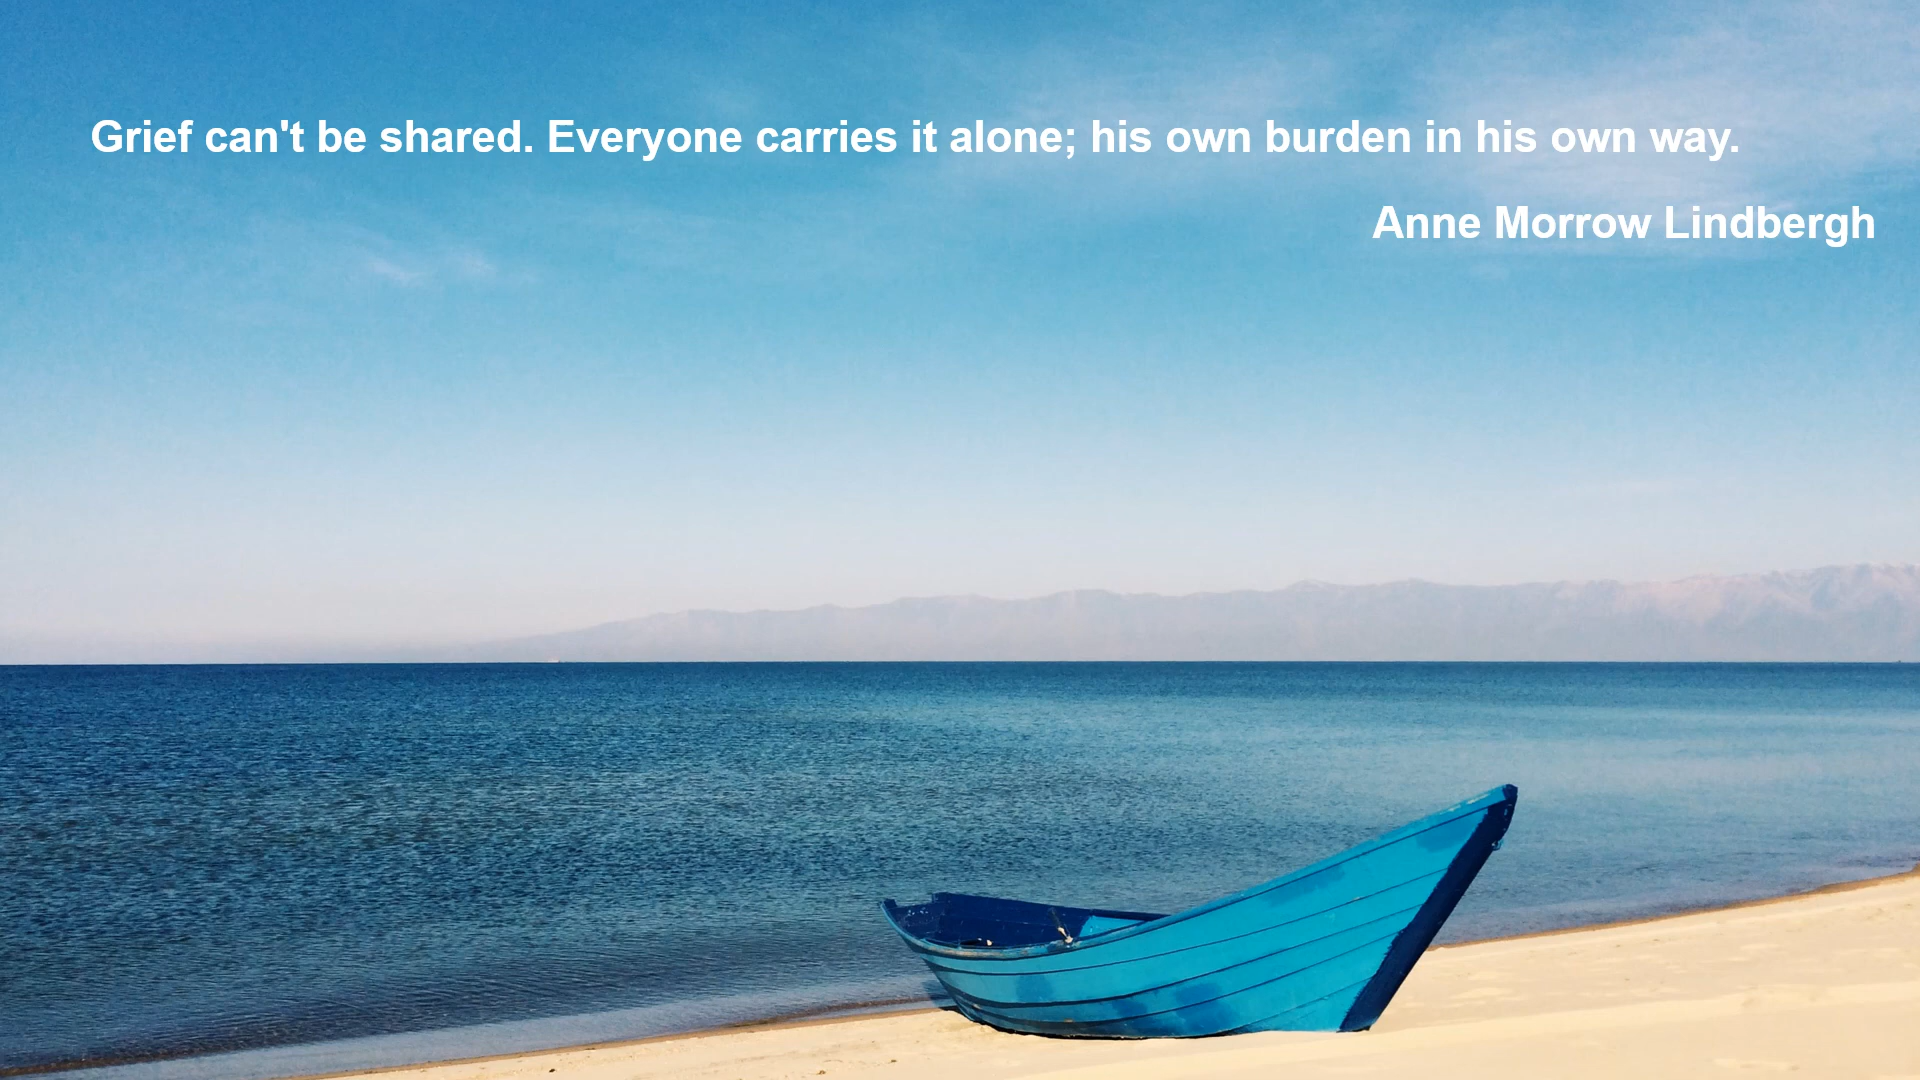 Grief can't be shared. Everyone carries it alone; his own burden in his own way.
Anne Morrow Lindbergh